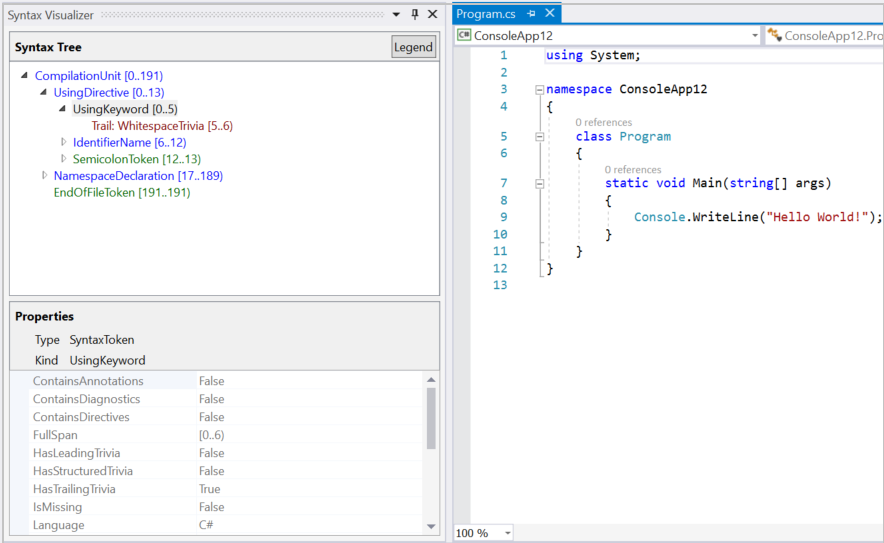 Syntax Visualizer
Syntax Tree
Legend
CompilationUnit [0..191)
UsingDirective [0..13)
UsingKeyword [0..5)
Trail: WhitespaceTrivia [5..6)
IdentifierName [6..12)
SemicolonToken [12..13)
NamespaceDeclaration [17..189)
EndOfFileToken [191..191)
Properties
Type SyntaxToken
Kind UsingKeyword
ContainsAnnotations False
ContainsDiagnostics False
ContainsDirectives False
FullSpan [0..6)
HasLeadingTrivia False
HasStructuredTrivia False
HasTrailingTrivia True
IsMissing False
Language C#
Program.cs
C# ConsoleApp12
ConsoleApp12.Pro
1 using System;
2
3 namespace ConsoleApp12
4 {
0 references
5 class Program
6 {
0 references
7 static void Main(string[] args)
8 {
9 Console.WriteLine("Hello World!");
10 }
11 }
12 }
13
100 %